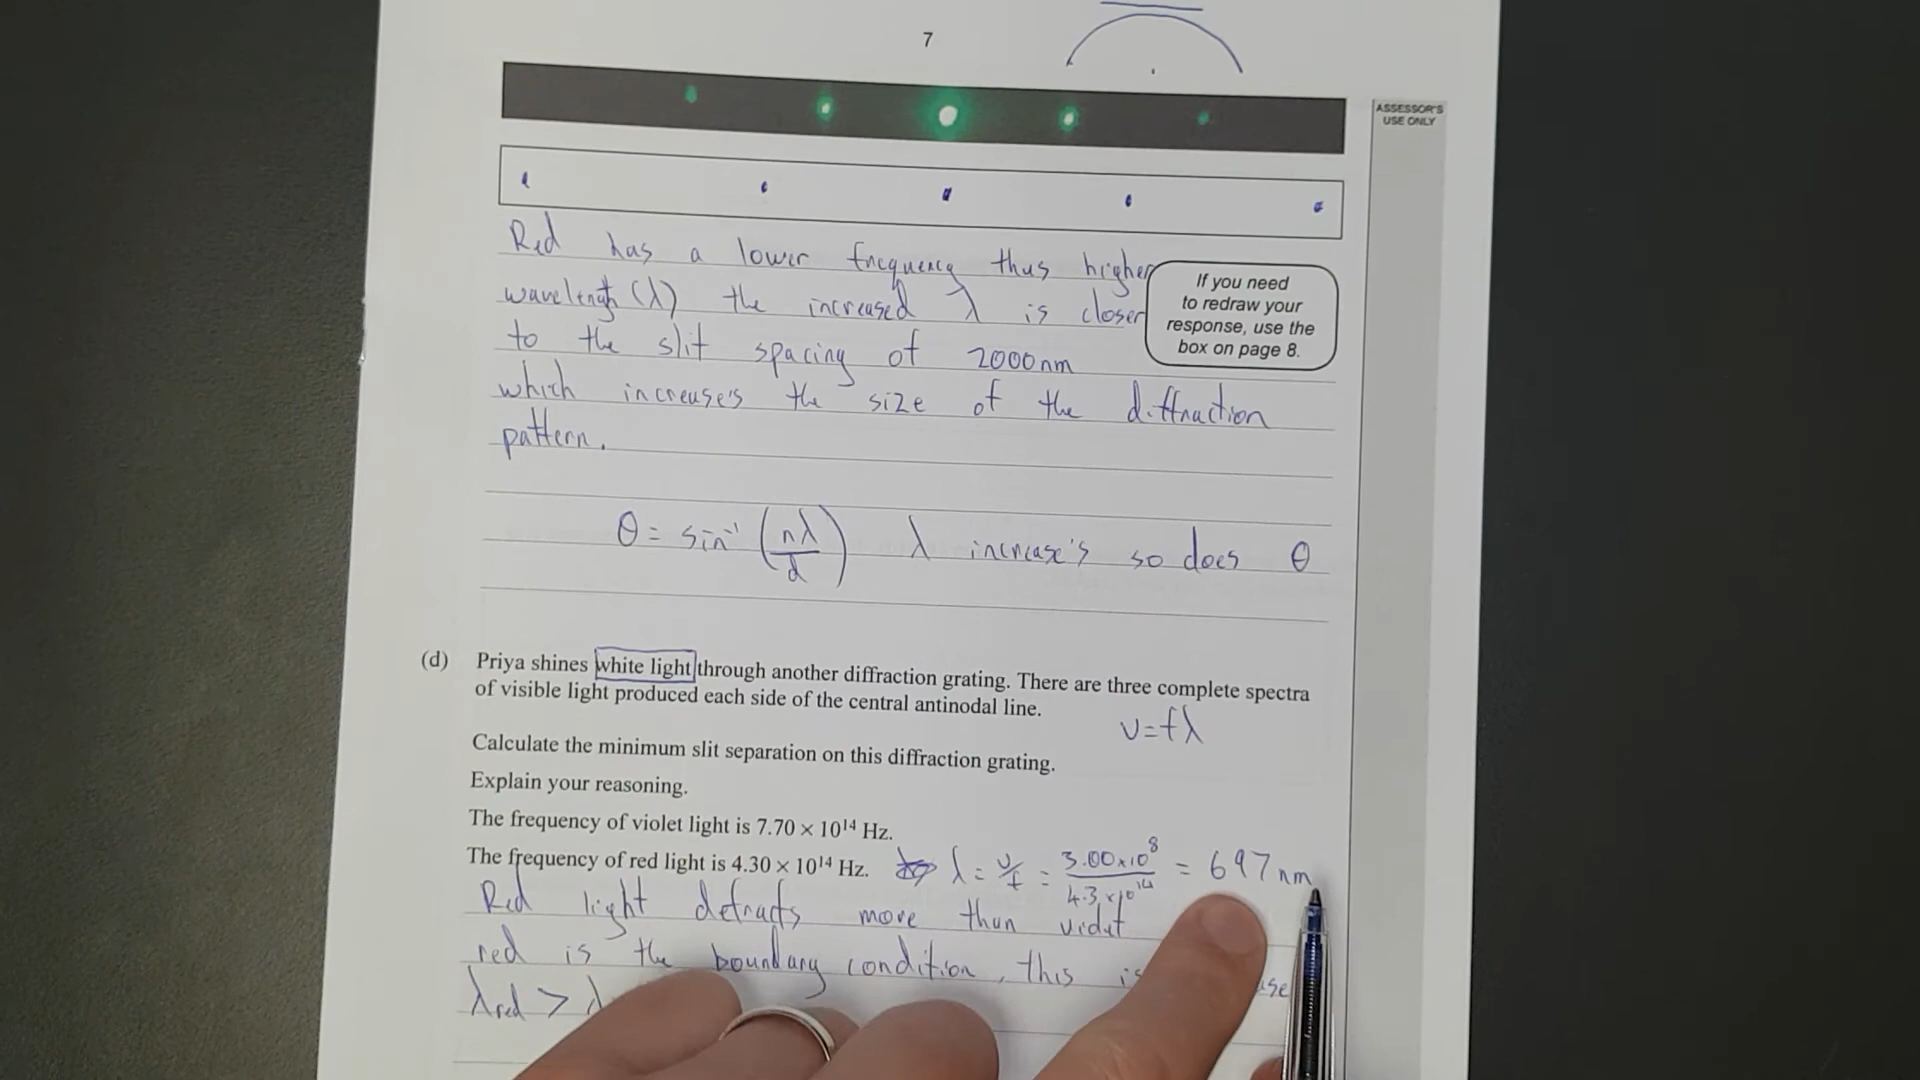 7
ASSESSOR'S
USE ONLY
Red has a lower frequency thus higher
wavelength (λ) the increased λ is closer
to the slit spacing of 2000nm
which increase's the size of the diffraction
pattern.
If you need
to redraw your
response, use the
box on page 8.
θ = sin⁻¹ (nλ/d) λ increase's so does θ
(d) Priya shines white light through another diffraction grating. There are three complete spectra
of visible light produced each side of the central antinodal line.
v=fλ
Calculate the minimum slit separation on this diffraction grating.
Explain your reasoning.
The frequency of violet light is 7.70 × 10¹⁴ Hz.
The frequency of red light is 4.30 × 10¹⁴ Hz. λ = v/f = 3.00×10⁸/4.3×10¹⁴ = 697nm
Red light defracts more than violet
red is the boundary condition, this is
λred > λ